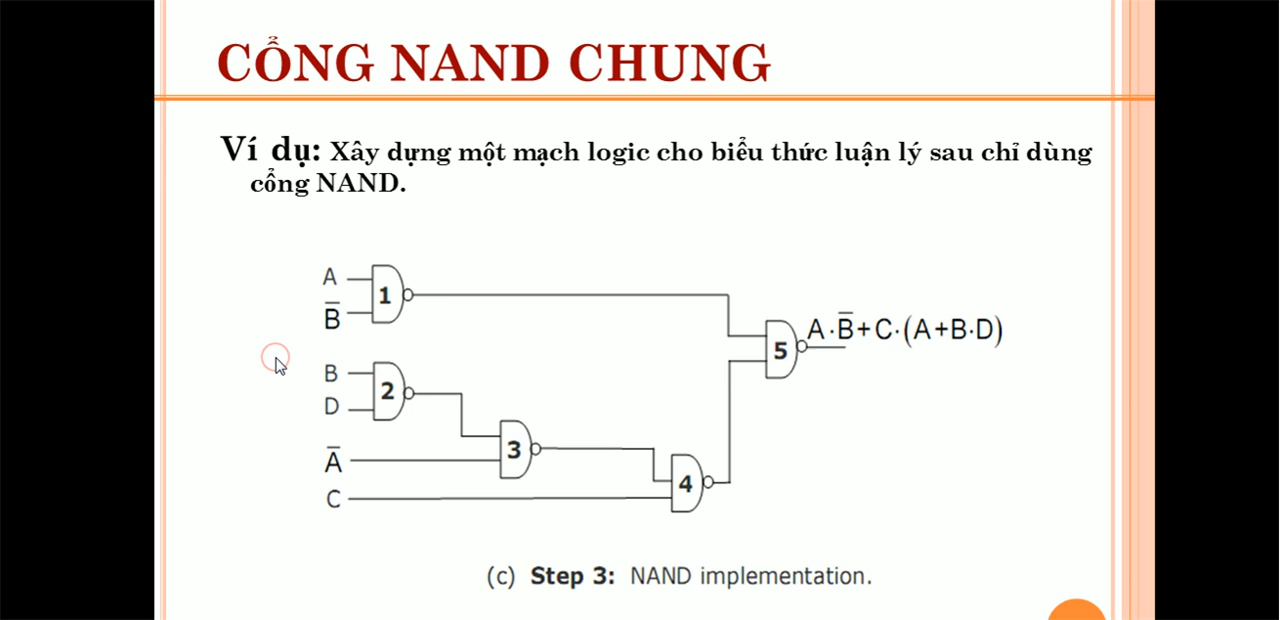 CỔNG NAND CHUNG
Ví dụ: Xây dựng một mạch logic cho biểu thức luận lý sau chỉ dùng
cổng NAND.
A
1
B̅
B
2
D
A̅
3
C
4
5
A·B̅+C·(A+B·D)
(c) Step 3: NAND implementation.